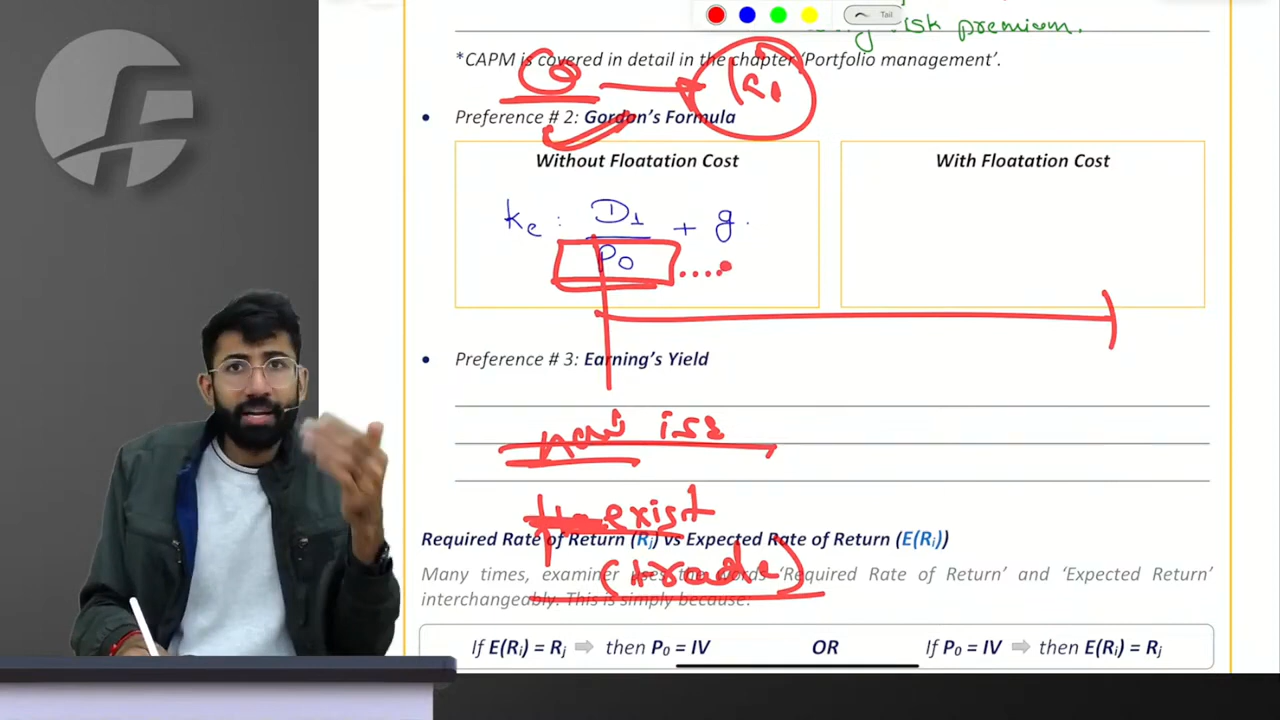 Tail
risk premium.
*CAPM is covered in detail in the chapter 'Portfolio management'.
R1
• Preference # 2: Gordon's Formula
Without Floatation Cost
With Floatation Cost
ke : D1 + g.
P0
• Preference # 3: Earning's Yield
exist
Required Rate of Return (Rj) vs Expected Rate of Return (E(Ri))
(trade)
Many times, examiner uses the words 'Required Rate of Return' and 'Expected Return'
interchangeably. This is simply because:
If E(Ri) = Rj ⇒ then P0 = IV OR If P0 = IV ⇒ then E(Ri) = Rj